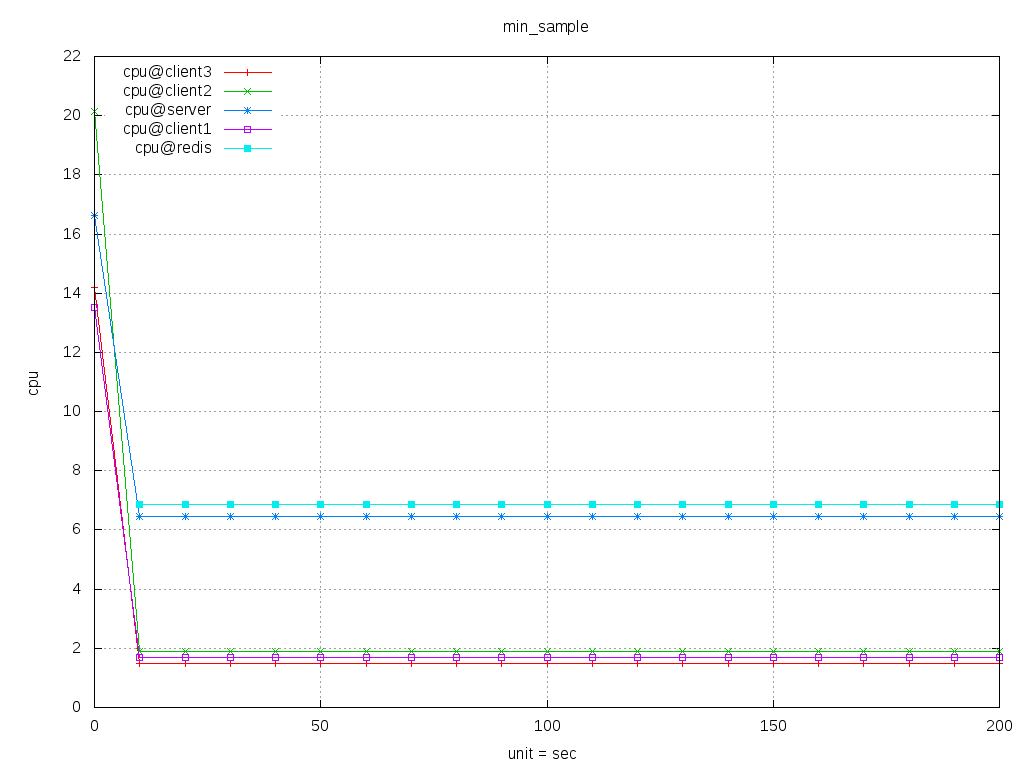 min_sample
22
20
18
16
14
12
10
8
6
4
2
0
cpu
cpu@client3
cpu@client2
cpu@server
cpu@client1
cpu@redis
0 50 100 150 200
unit = sec